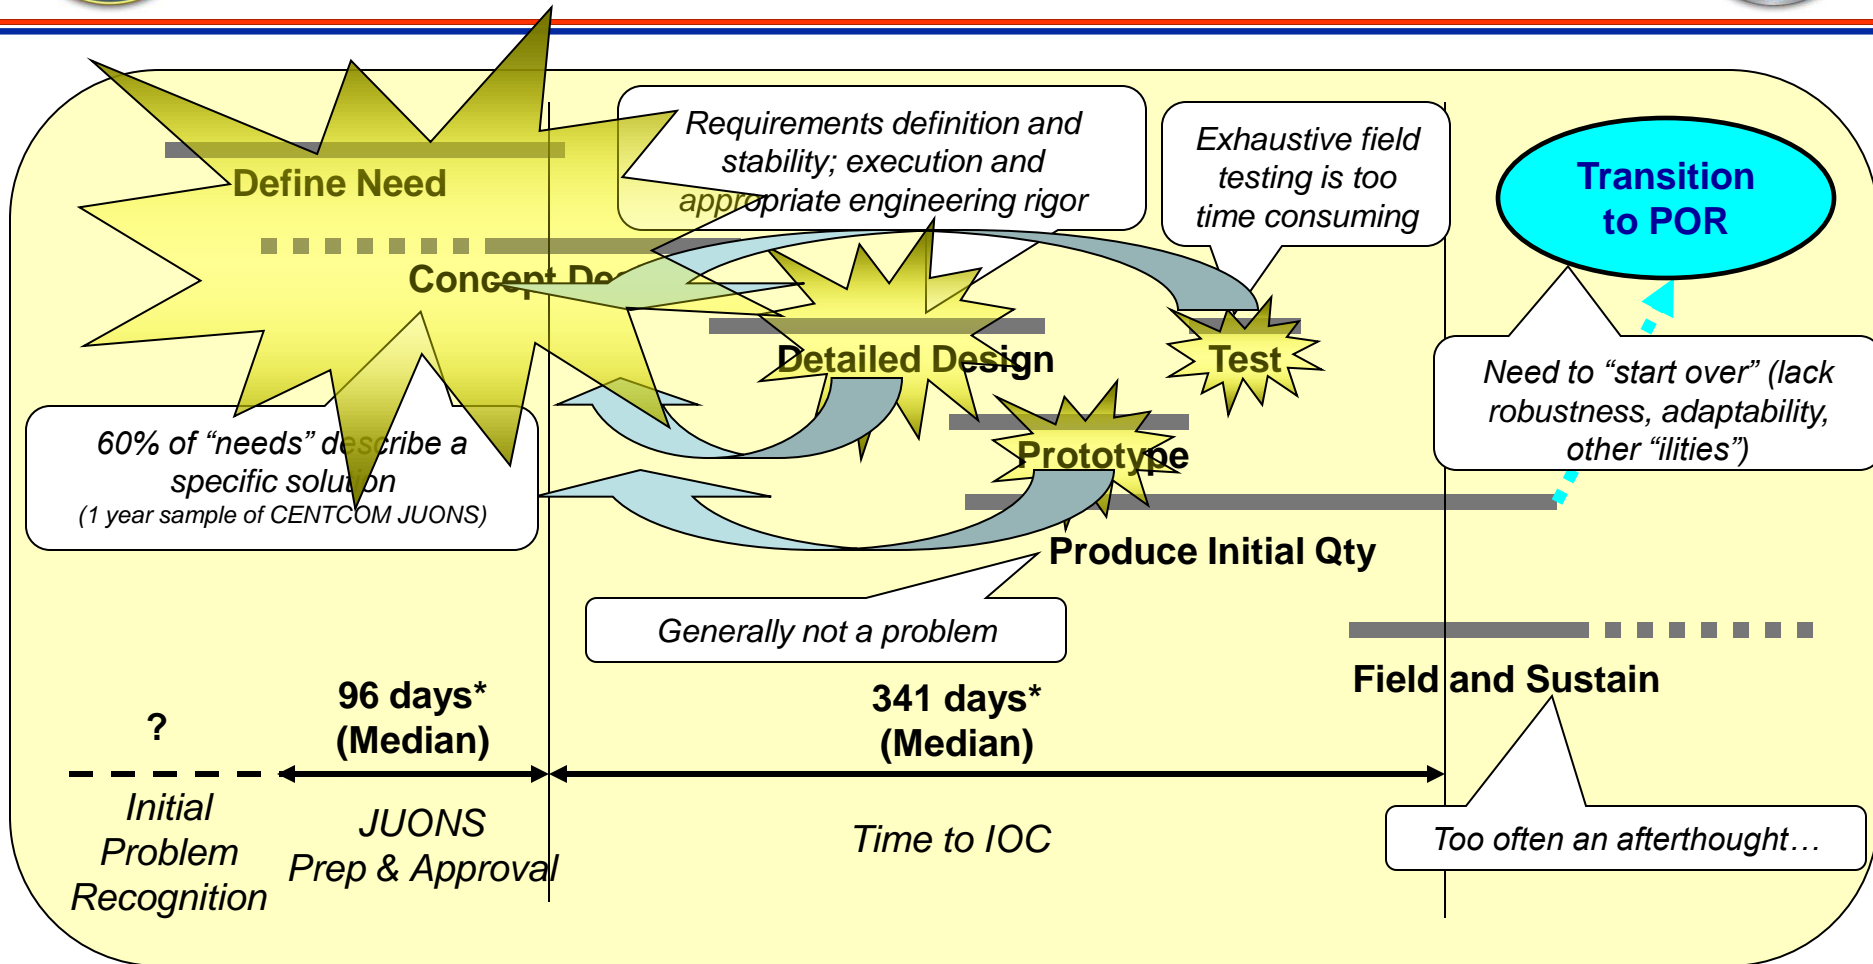 Define Need
Concept De
Requirements definition and
stability; execution and
appropriate engineering rigor
Exhaustive field
testing is too
time consuming
Transition
to POR
Detailed Design
Test
Prototype
Need to “start over” (lack
robustness, adaptability,
other “ilities”)
60% of “needs” describe a
specific solution
(1 year sample of CENTCOM JUONS)
Produce Initial Qty
Generally not a problem
Field and Sustain
?
96 days*
(Median)
341 days*
(Median)
Initial
Problem
Recognition
JUONS
Prep & Approval
Time to IOC
Too often an afterthought…